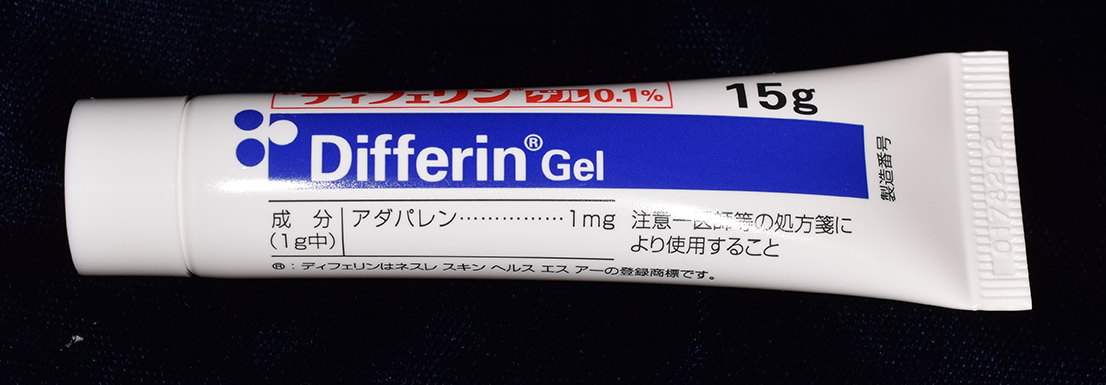 "ディフェリン"ゲル0.1%
15g
Differin® Gel
製造番号
0178202
成分 アダパレン……………1mg
(1g中)
注意ー医師等の処方箋に
より使用すること
®：ディフェリンはネスレ スキン ヘルス エス アーの登録商標です。